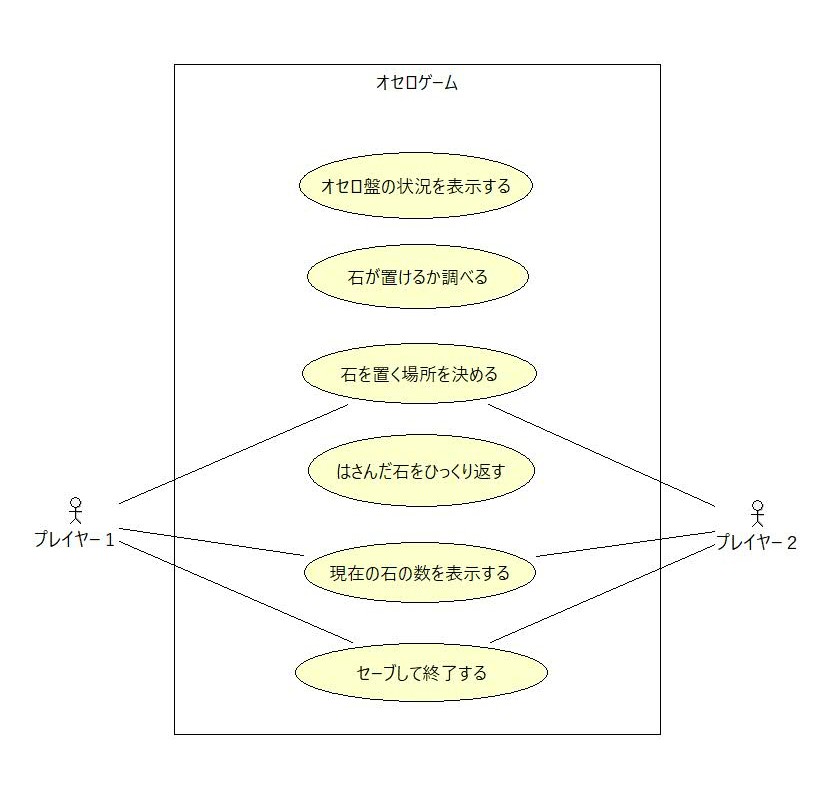 オセロゲーム
オセロ盤の状況を表示する
石が置けるか調べる
石を置く場所を決める
はさんだ石をひっくり返す
プレイヤー１
プレイヤー２
現在の石の数を表示する
セーブして終了する